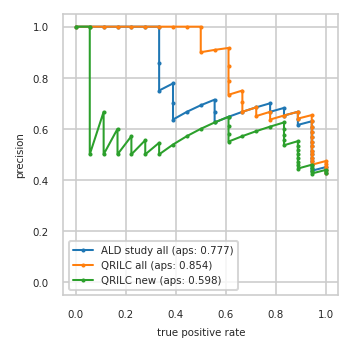 1.0
0.8
0.6
0.4
0.2
0.0
precision
ALD study all (aps: 0.777)
QRILC all (aps: 0.854)
QRILC new (aps: 0.598)
0.0 0.2 0.4 0.6 0.8 1.0
true positive rate